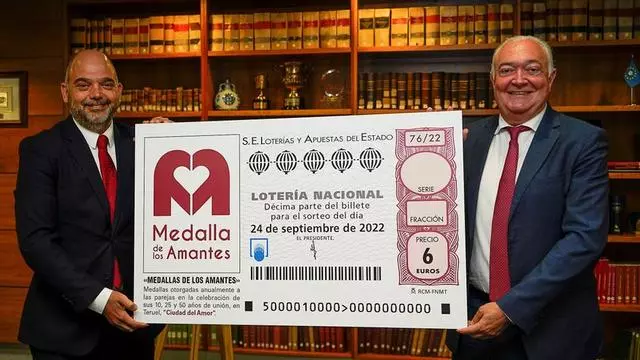 Medalla
de los
Amantes
«MEDALLAS DE LOS AMANTES»
Medallas otorgadas anualmente a
las parejas en la celebración de
sus 10, 25 y 50 años de unión, en
Teruel, "Ciudad del Amor".
S. E. LOTERÍAS Y APUESTAS DEL ESTADO
LOTERÍA NACIONAL
Décima parte del billete
para el sorteo del día
24 de septiembre de 2022
EL PRESIDENTE,
5000010000>0000000000
76/22
SERIE
FRACCIÓN
PRECIO
6
EUROS
RCM-FNMT